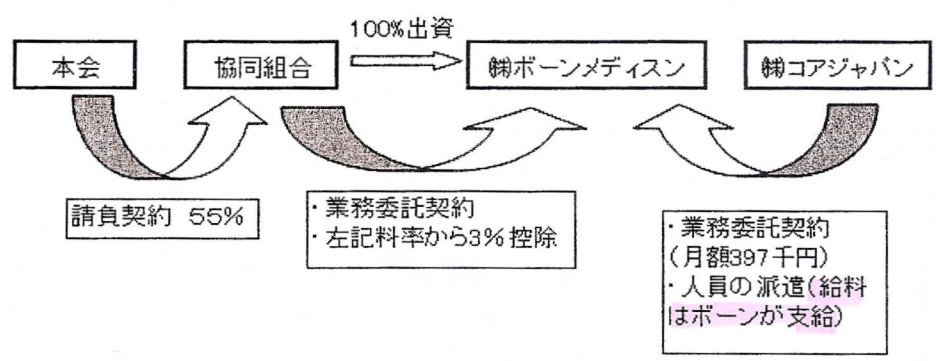 100%出資
本会
協同組合
㈱ボーンメディスン
㈱コアジャパン
請負契約 55%
・業務委託契約
・左記料率から3%控除
・業務委託契約
(月額397千円)
・人員の派遣(給料
はボーンが支給)